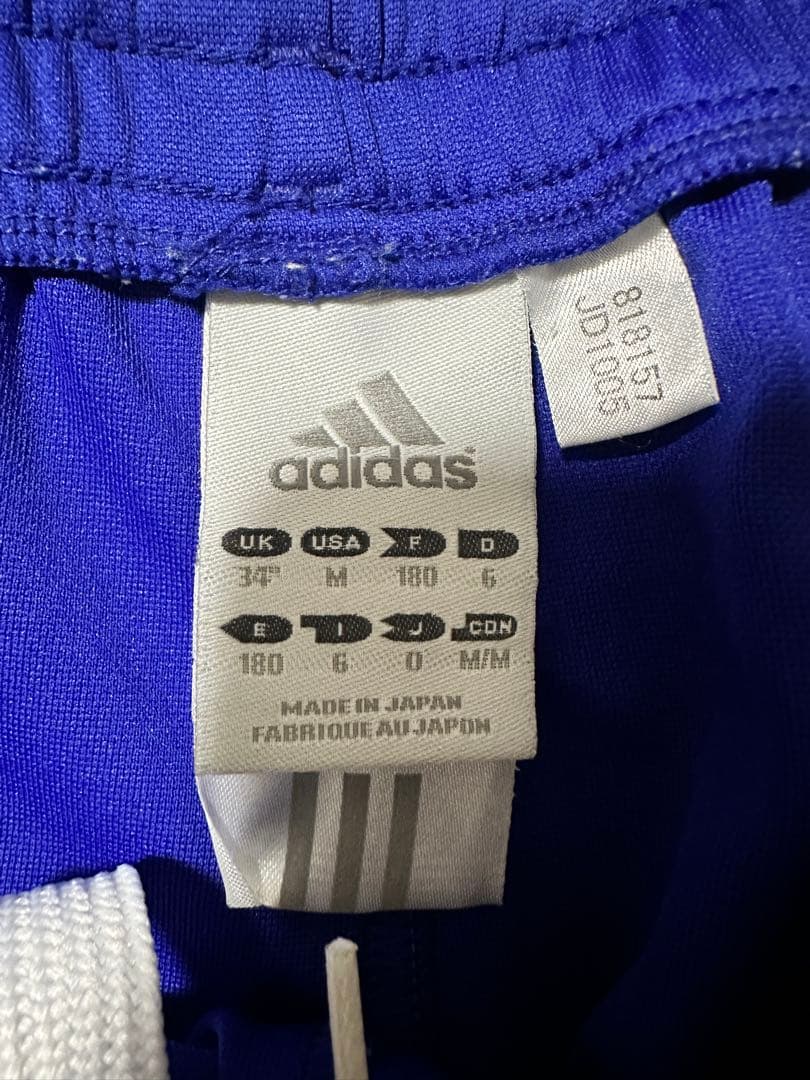 adidas
UK USA F D
34" M 180 6
E I J CDN
180 6 O M/M
MADE IN JAPAN
FABRIQUE AU JAPON
818157
JD1005